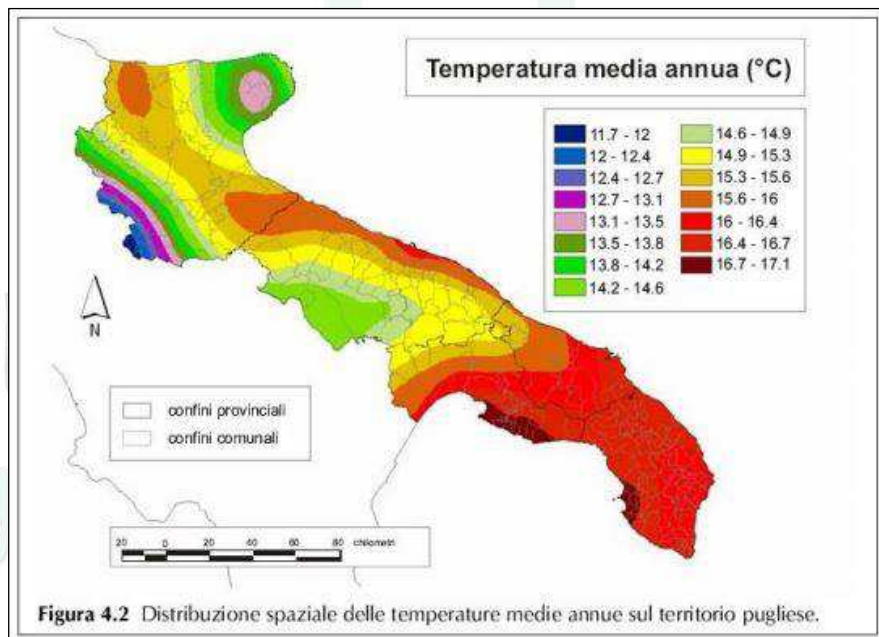 Temperatura media annua (°C)
11.7 - 12
12 - 12.4
12.4 - 12.7
12.7 - 13.1
13.1 - 13.5
13.5 - 13.8
13.8 - 14.2
14.2 - 14.6
14.6 - 14.9
14.9 - 15.3
15.3 - 15.6
15.6 - 16
16 - 16.4
16.4 - 16.7
16.7 - 17.1
N
confini provinciali
confini comunali
20 0 20 40 60 80 chilometri
Figura 4.2 Distribuzione spaziale delle temperature medie annue sul territorio pugliese.